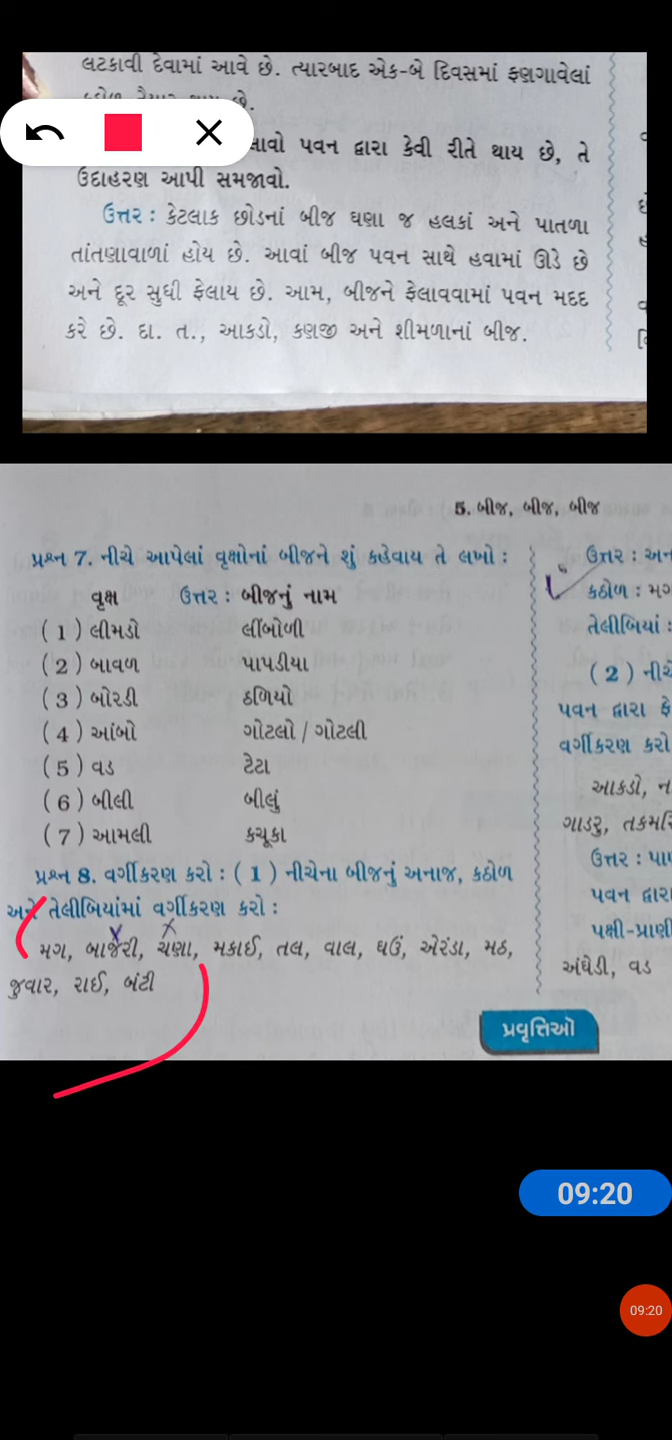 લટકાવી દેવામાં આવે છે. ત્યારબાદ એક-બે દિવસમાં ફણગાવેલાં
છે.
પવન દ્વારા કેવી રીતે થાય છે, તે
ઉદાહરણ આપી સમજાવો.
ઉત્તર : કેટલાક છોડનાં બીજ ઘણા જ હલકાં અને પાતળા
તાંતણાવાળાં હોય છે. આવાં બીજ પવન સાથે હવામાં ઊડે છે
અને દૂર સુધી ફેલાય છે. આમ, બીજને ફેલાવવામાં પવન મદદ
કરે છે. દા. ત., આકડો, કણજી અને શીમળાનાં બીજ.
5. બીજ, બીજ, બીજ
પ્રશ્ન 7. નીચે આપેલાં વૃક્ષોનાં બીજને શું કહેવાય તે લખો :
વૃક્ષ ઉત્તર : બીજનું નામ
(1) લીમડો લીંબોળી
(2) બાવળ પાપડીયા
(3) બોરડી ઠળિયો
(4) આંબો ગોટલો / ગોટલી
(5) વડ ટેટા
(6) બીલી બીલું
(7) આમલી કચૂકા
પ્રશ્ન 8. વર્ગીકરણ કરો : (1) નીચેના બીજનું અનાજ, કઠોળ
અને તેલીબિયાંમાં વર્ગીકરણ કરો :
મગ, બાજરી, ચણા, મકાઈ, તલ, વાલ, ઘઉં, એરંડા, મઠ,
જુવાર, રાઈ, બંટી
ઉત્તર :
કઠોળ : મગ
તેલીબિયાં :
(2) નીચે
પવન દ્વારા
વર્ગીકરણ કરો
આકડો,
ગાડરુ,
ઉત્તર :
પવન દ્વારા
અંઘેડી, વડ
પ્રવૃત્તિઓ
09:20
09:20